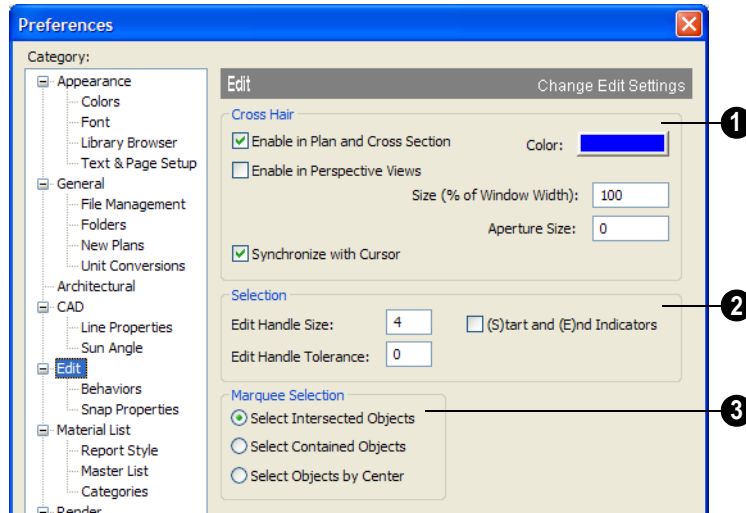 Preferences
Category:
Appearance
Colors
Font
Library Browser
Text & Page Setup
General
File Management
Folders
New Plans
Unit Conversions
Architectural
CAD
Line Properties
Sun Angle
Edit
Behaviors
Snap Properties
Material List
Report Style
Master List
Categories
Render
Edit Change Edit Settings
Cross Hair
1
Enable in Plan and Cross Section Color:
Enable in Perspective Views
Size (% of Window Width): 100
Aperture Size: 0
Synchronize with Cursor
Selection
2
Edit Handle Size: 4 (S)tart and (E)nd Indicators
Edit Handle Tolerance: 0
Marquee Selection
3
Select Intersected Objects
Select Contained Objects
Select Objects by Center